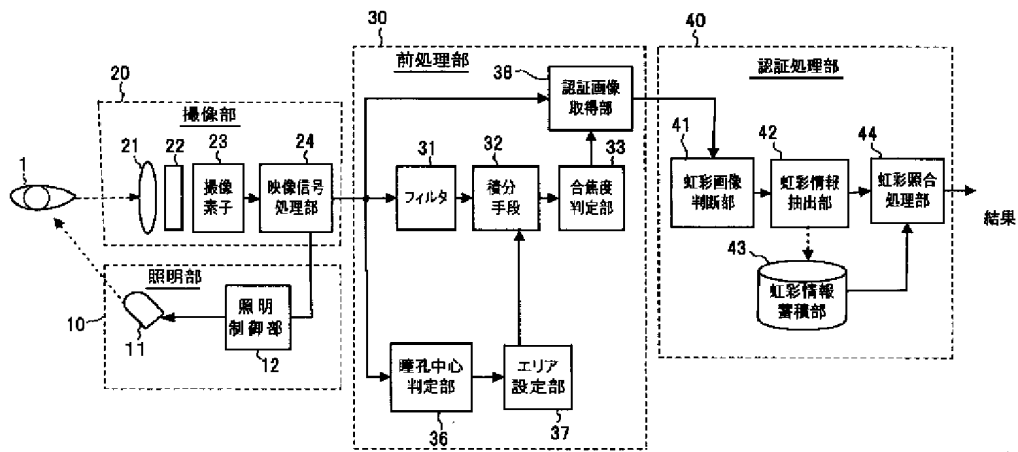 30
前処理部
40
認証処理部
20
撮像部
38
認証画像
取得部
1
21
22
23
撮像
素子
24
映像信号
処理部
31
フィルタ
32
積分
手段
33
合焦度
判定部
41
虹彩画像
判断部
42
虹彩情報
抽出部
44
虹彩照合
処理部
結果
43
虹彩情報
蓄積部
照明部
10
11
照明
制御部
12
瞳孔中心
判定部
36
エリア
設定部
37